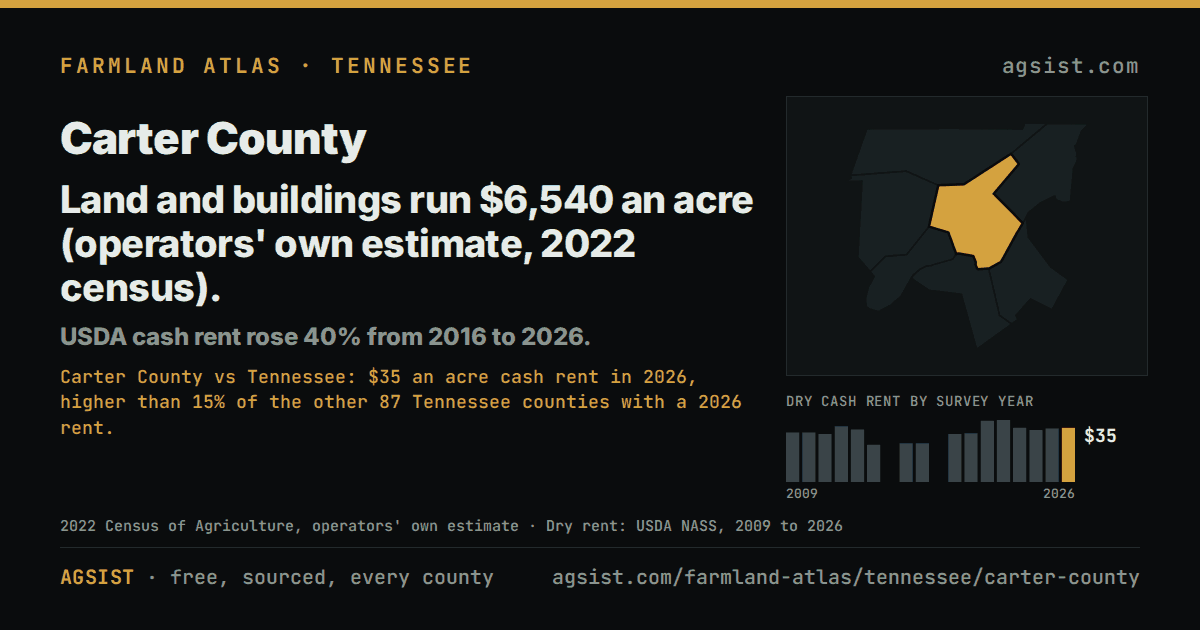 FARMLAND ATLAS · TENNESSEE
agsist.com
Carter County
Land and buildings run $6,540 an acre
(operators' own estimate, 2022
census).
USDA cash rent rose 40% from 2016 to 2026.
Carter County vs Tennessee: $35 an acre cash rent in 2026,
higher than 15% of the other 87 Tennessee counties with a 2026
rent.
DRY CASH RENT BY SURVEY YEAR
$35
2009
2026
2022 Census of Agriculture, operators' own estimate · Dry rent: USDA NASS, 2009 to 2026
AGSIST · free, sourced, every county
agsist.com/farmland-atlas/tennessee/carter-county